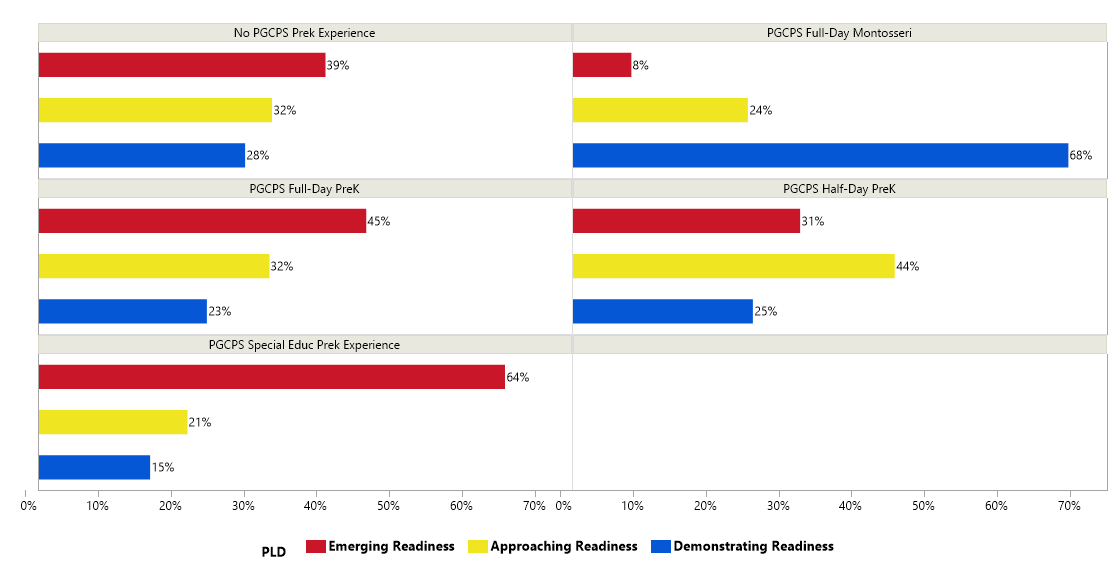 No PGCPS Prek Experience
39%
32%
28%
PGCPS Full-Day Montosseri
8%
24%
68%
PGCPS Full-Day PreK
45%
32%
23%
PGCPS Half-Day PreK
31%
44%
25%
PGCPS Special Educ Prek Experience
64%
21%
15%
0% 10% 20% 30% 40% 50% 60% 70% 0% 10% 20% 30% 40% 50% 60% 70%
PLD Emerging Readiness Approaching Readiness Demonstrating Readiness